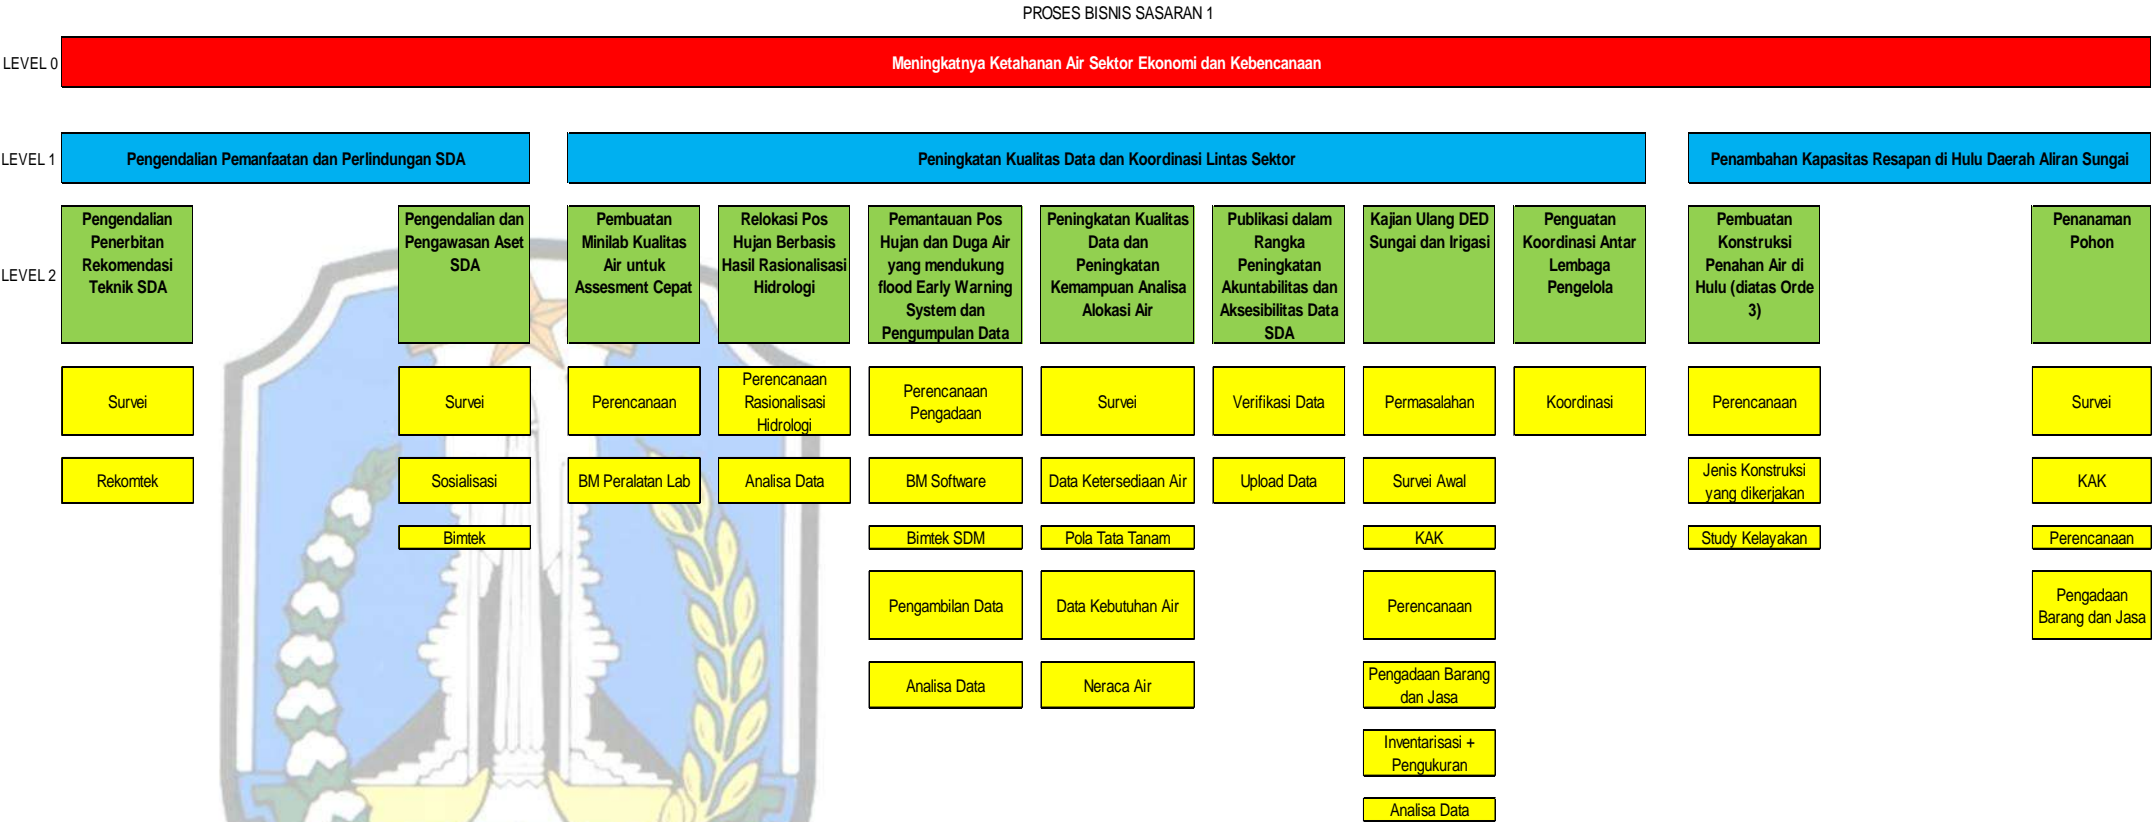 PROSES BISNIS SASARAN 1
LEVEL 0
Meningkatnya Ketahanan Air Sektor Ekonomi dan Kebencanaan
LEVEL 1
Pengendalian Pemanfaatan dan Perlindungan SDA
Peningkatan Kualitas Data dan Koordinasi Lintas Sektor
Penambahan Kapasitas Resapan di Hulu Daerah Aliran Sungai
LEVEL 2
Pengendalian
Penerbitan
Rekomendasi
Teknik SDA
Pengendalian dan
Pengawasan Aset
SDA
Pembuatan
Minilab Kualitas
Air untuk
Assesment Cepat
Relokasi Pos
Hujan Berbasis
Hasil Rasionalisasi
Hidrologi
Pemantauan Pos
Hujan dan Duga Air
yang mendukung
flood Early Warning
System dan
Pengumpulan Data
Peningkatan Kualitas
Data dan
Peningkatan
Kemampuan Analisa
Alokasi Air
Publikasi dalam
Rangka
Peningkatan
Akuntabilitas dan
Aksesibilitas Data
SDA
Kajian Ulang DED
Sungai dan Irigasi
Penguatan
Koordinasi Antar
Lembaga
Pengelola
Pembuatan
Konstruksi
Penahan Air di
Hulu (diatas Orde
3)
Penanaman
Pohon
Survei
Survei
Perencanaan
Perencanaan
Rasionalisasi
Hidrologi
Perencanaan
Pengadaan
Survei
Verifikasi Data
Permasalahan
Koordinasi
Perencanaan
Survei
Rekomtek
Sosialisasi
BM Peralatan Lab
Analisa Data
BM Software
Data Ketersediaan Air
Upload Data
Survei Awal
Jenis Konstruksi
yang dikerjakan
KAK
Bimtek
Bimtek SDM
Pola Tata Tanam
KAK
Study Kelayakan
Perencanaan
Pengambilan Data
Data Kebutuhan Air
Perencanaan
Pengadaan
Barang dan Jasa
Analisa Data
Neraca Air
Pengadaan Barang
dan Jasa
Inventarisasi +
Pengukuran
Analisa Data